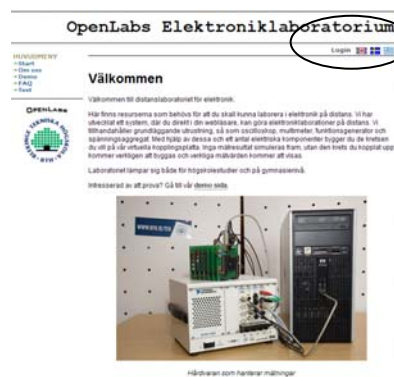 OpenLabs Elektroniklaboratorium
Login
HUVUDMENY
Start
Om oss
Demo
FAQ
Test
OPENLABS
TEKNISKA HÖGSKOLA
BLEKINGE
BTH
Välkommen
Välkommen till distanslaboratoriet för elektronik.
Här finns resurserna som behövs för att du skall kunna laborera i elektronik på distans. Vi har
utvecklat ett system, där du direkt i din webläsare, kan göra elektroniklaborationer på distans. Vi
tillhandahåller grundläggande utrustning, så som oscilloskop, multimeter, funktionsgenerator och
spänningsaggregat. Med hjälp av dessa och ett antal elektriska komponenter bygger du de kretsen
du vill på vår virtuella kopplingsplatta. Inga mätresultat simuleras fram, utan den krets du kopplat upp
kommer verkligen att byggas och verkliga mätvärden kommer att visas.
Laboratoriet lämpar sig både för högskolestudier och på gymnasienivå.
Intresserad av att prova? Gå till vår demo sida.
Hårdvaran som hanterar mätningar